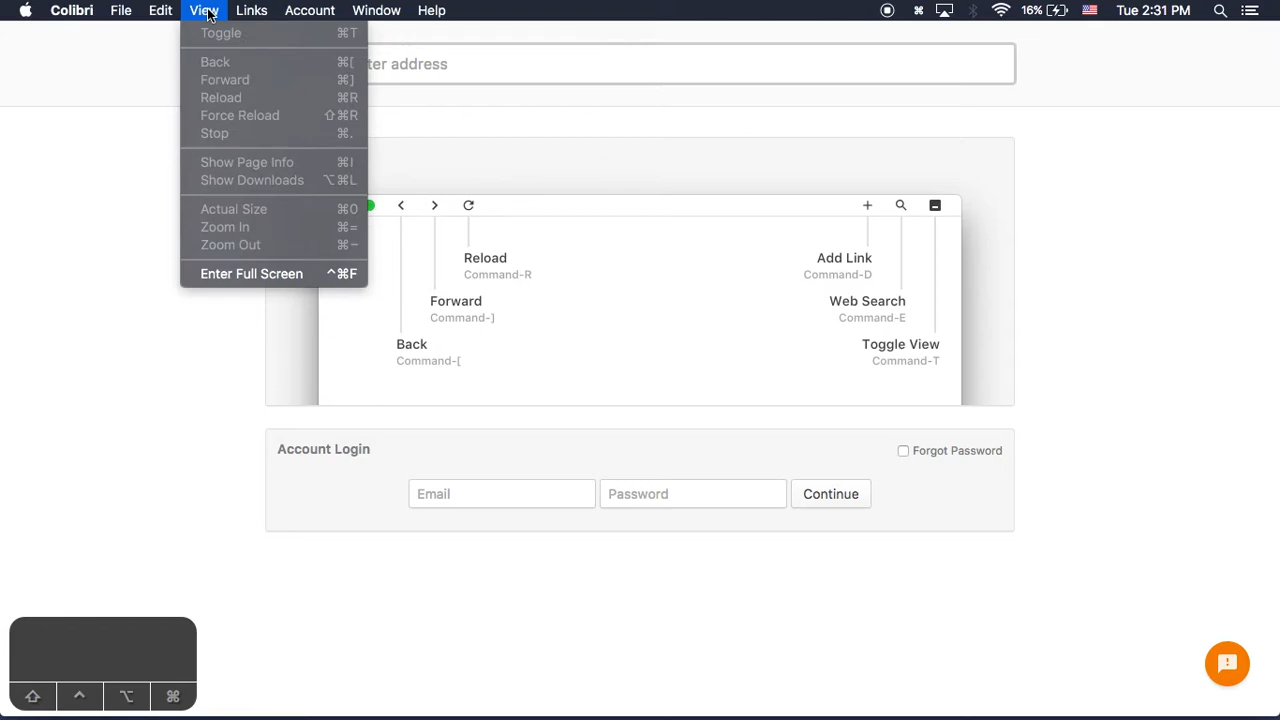 Colibri File Edit View Links Account Window Help 16% Tue 2:31 PM
Toggle ⌘T
Back ⌘[
Forward ⌘]
Reload ⌘R
Force Reload ⇧⌘R
Stop ⌘.
Show Page Info ⌘I
Show Downloads ⌥⌘L
Actual Size ⌘0
Zoom In ⌘=
Zoom Out ⌘−
Enter Full Screen ^⌘F
address
Reload
Command-R
Forward
Command-]
Back
Command-[
Add Link
Command-D
Web Search
Command-E
Toggle View
Command-T
Account Login
Forgot Password
Email Password Continue
⇧ ^ ⌥ ⌘